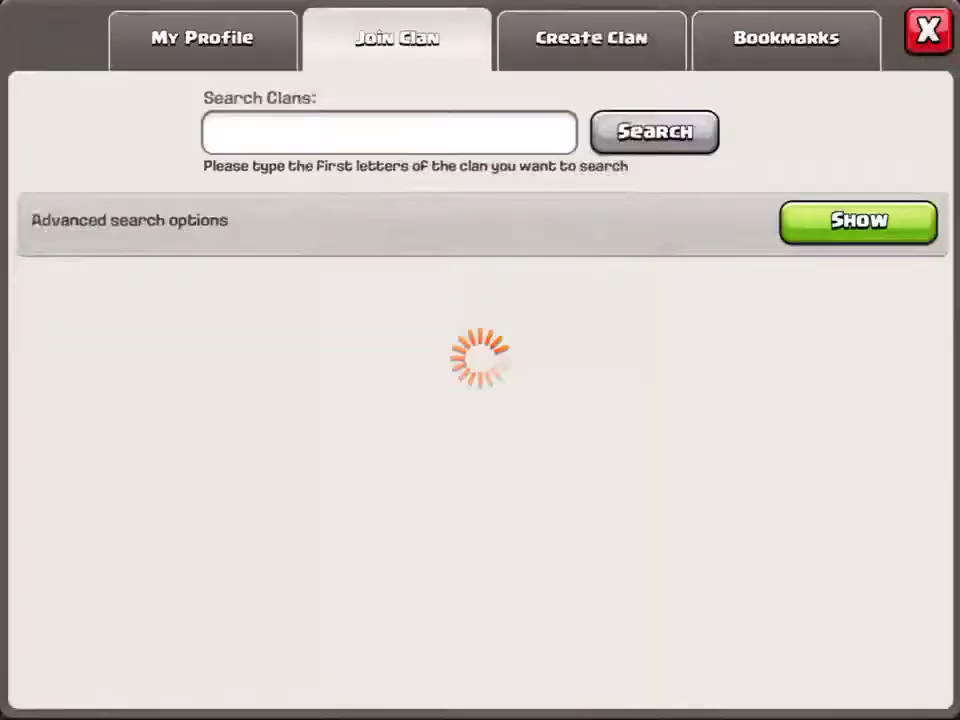 My Profile
Join Clan
Create Clan
Bookmarks
X
Search Clans:
Search
Please type the first letters of the clan you want to search
Advanced search options
Show